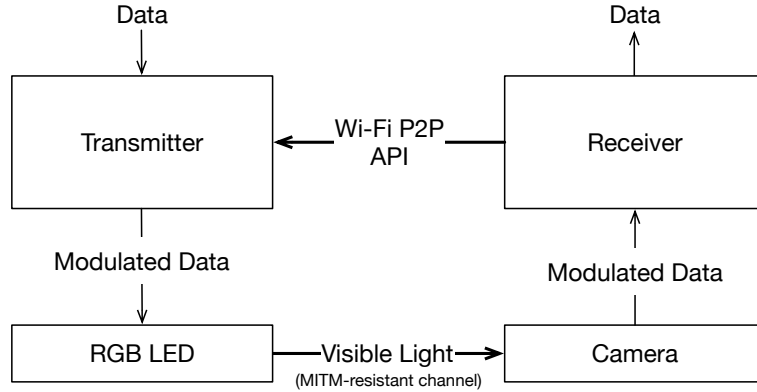 Data
Data
Transmitter
Wi-Fi P2P
API
Receiver
Modulated Data
Modulated Data
RGB LED
Visible Light
(MITM-resistant channel)
Camera